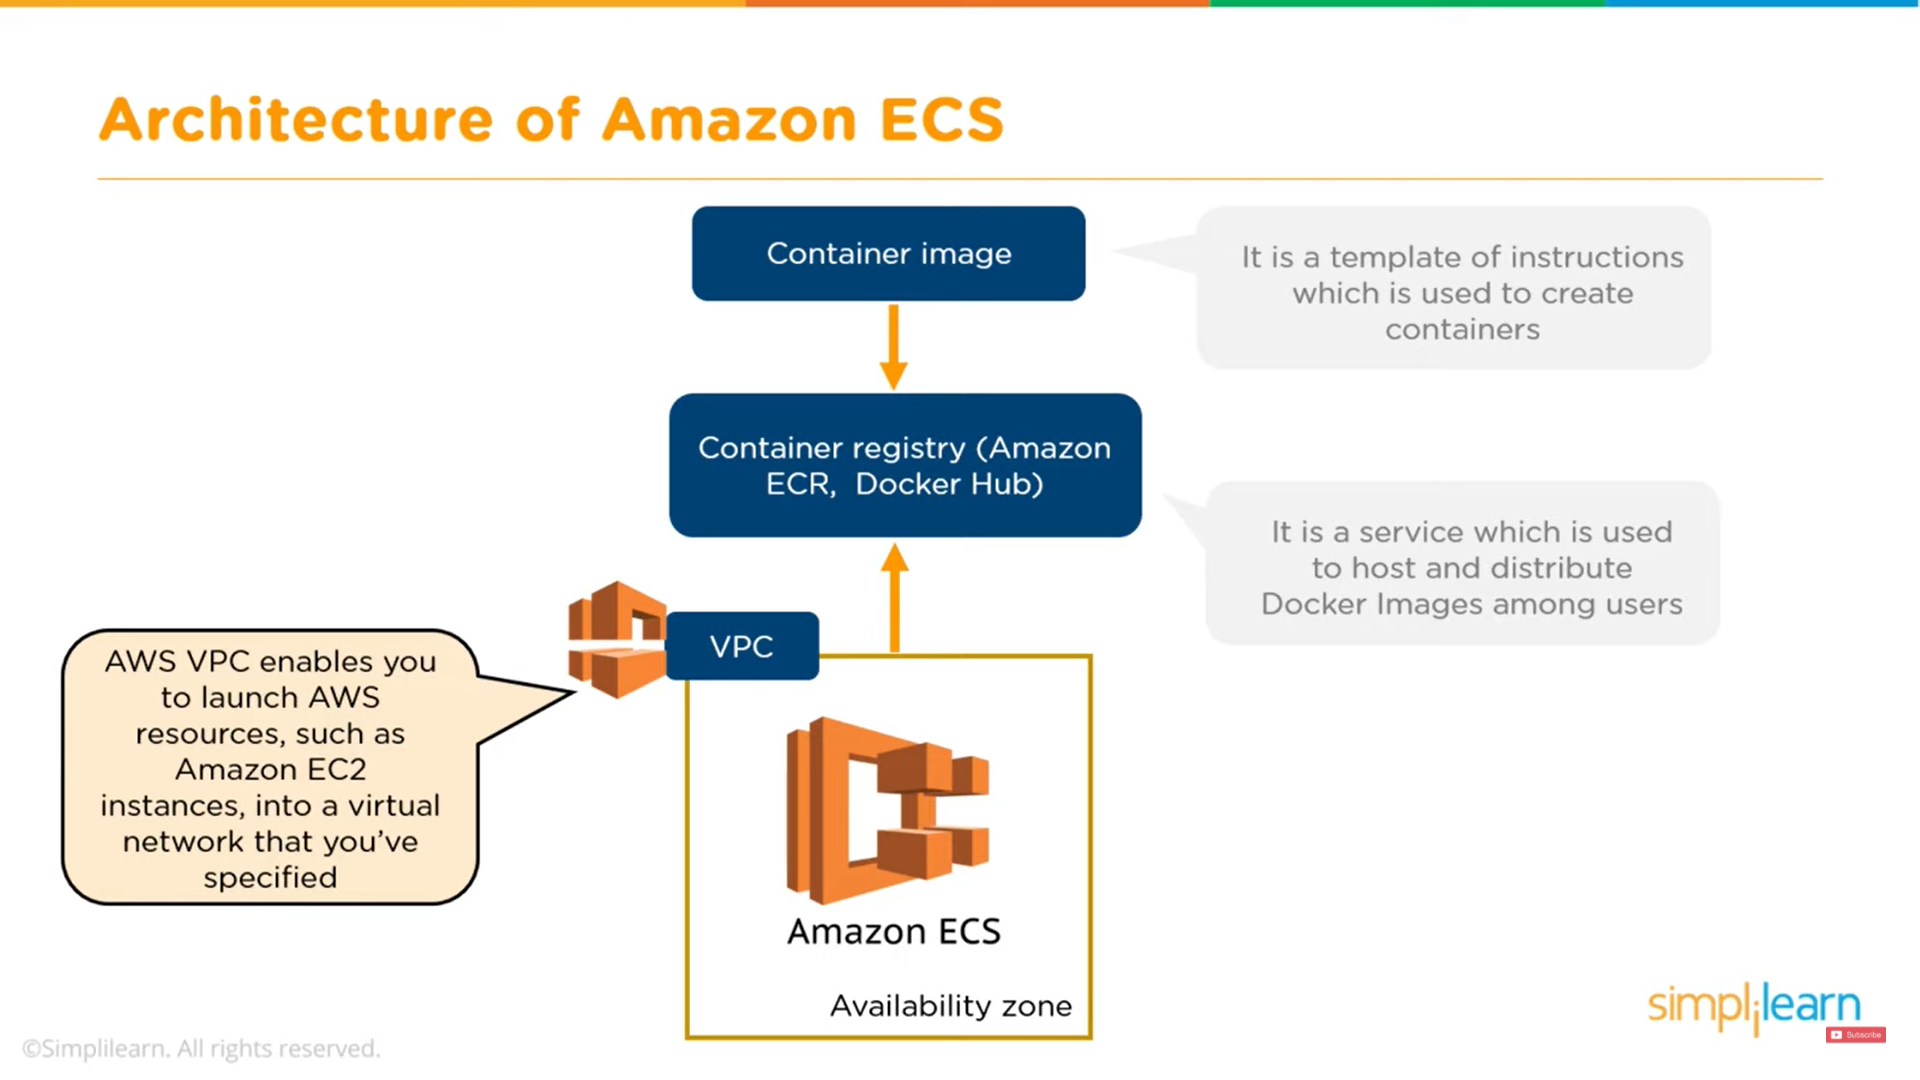 Architecture of Amazon ECS
Container image
It is a template of instructions
which is used to create
containers
Container registry (Amazon
ECR, Docker Hub)
It is a service which is used
to host and distribute
Docker Images among users
VPC
AWS VPC enables you
to launch AWS
resources, such as
Amazon EC2
instances, into a virtual
network that you've
specified
Amazon ECS
Availability zone
simplilearn
Subscribe
©Simplilearn. All rights reserved.